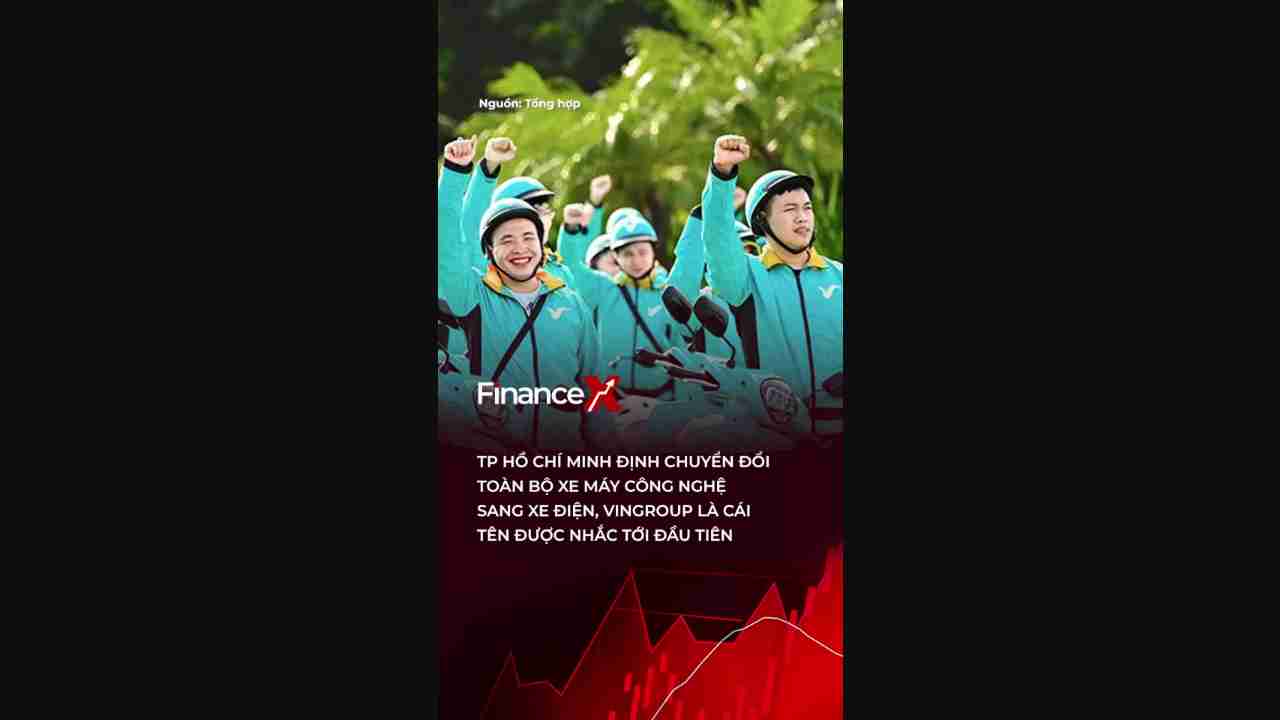 Nguồn: Tổng hợp
FinanceX
TP HỒ CHÍ MINH ĐỊNH CHUYỂN ĐỔI
TOÀN BỘ XE MÁY CÔNG NGHỆ
SANG XE ĐIỆN, VINGROUP LÀ CÁI
TÊN ĐƯỢC NHẮC TỚI ĐẦU TIÊN